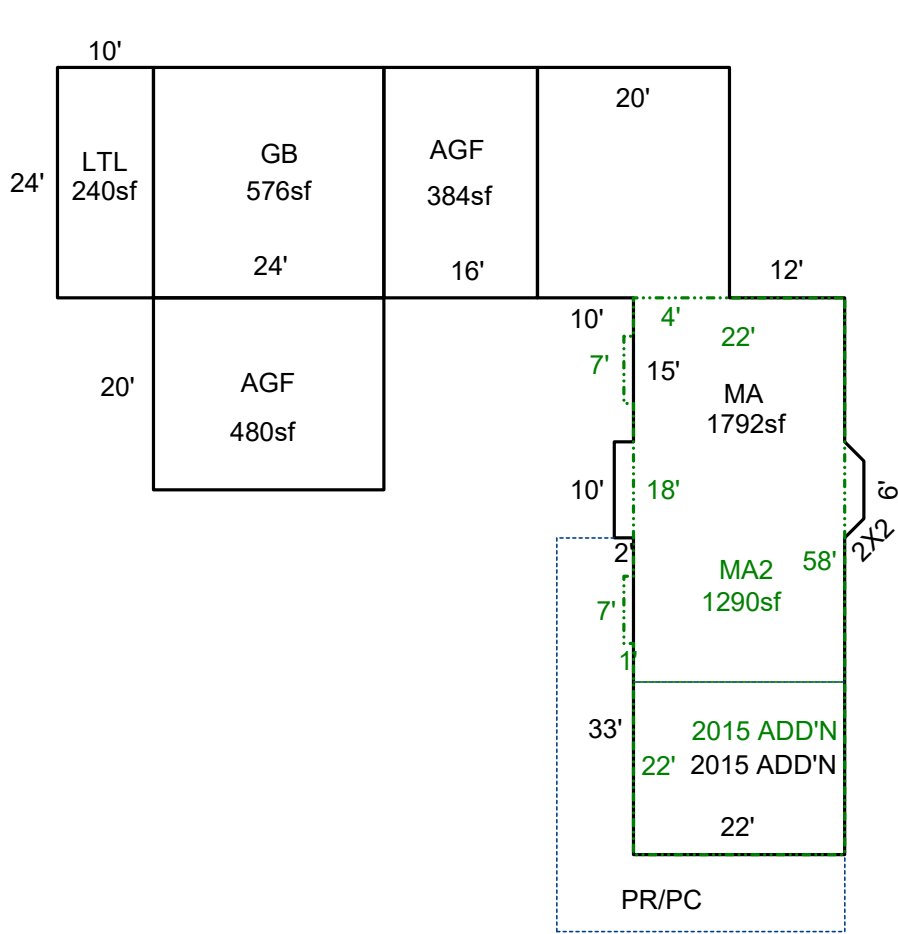 10'
20'
24'
LTL
240sf
GB
576sf
AGF
384sf
24'
16'
12'
10'
4'
22'
7'
15'
20'
AGF
480sf
MA
1792sf
10'
18'
6'
2X2
2'
58'
MA2
1290sf
7'
1'
33'
2015 ADD'N
22'
2015 ADD'N
22'
PR/PC